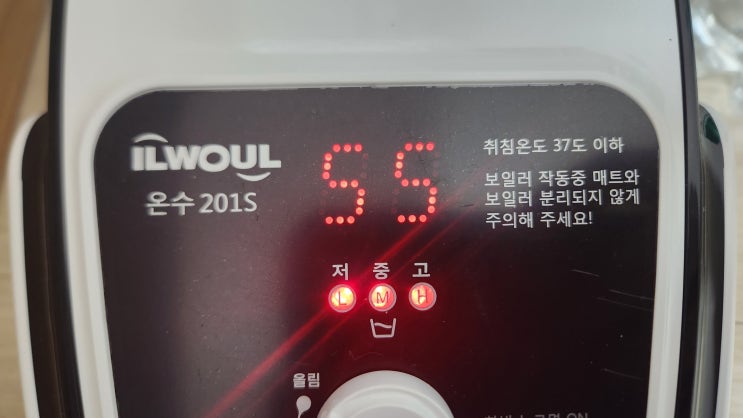 ILWOUL
온수 201S
55
취침온도 37도 이하
보일러 작동중 매트와
보일러 분리되지 않게
주의해 주세요!
저 중 고
L M H
올림